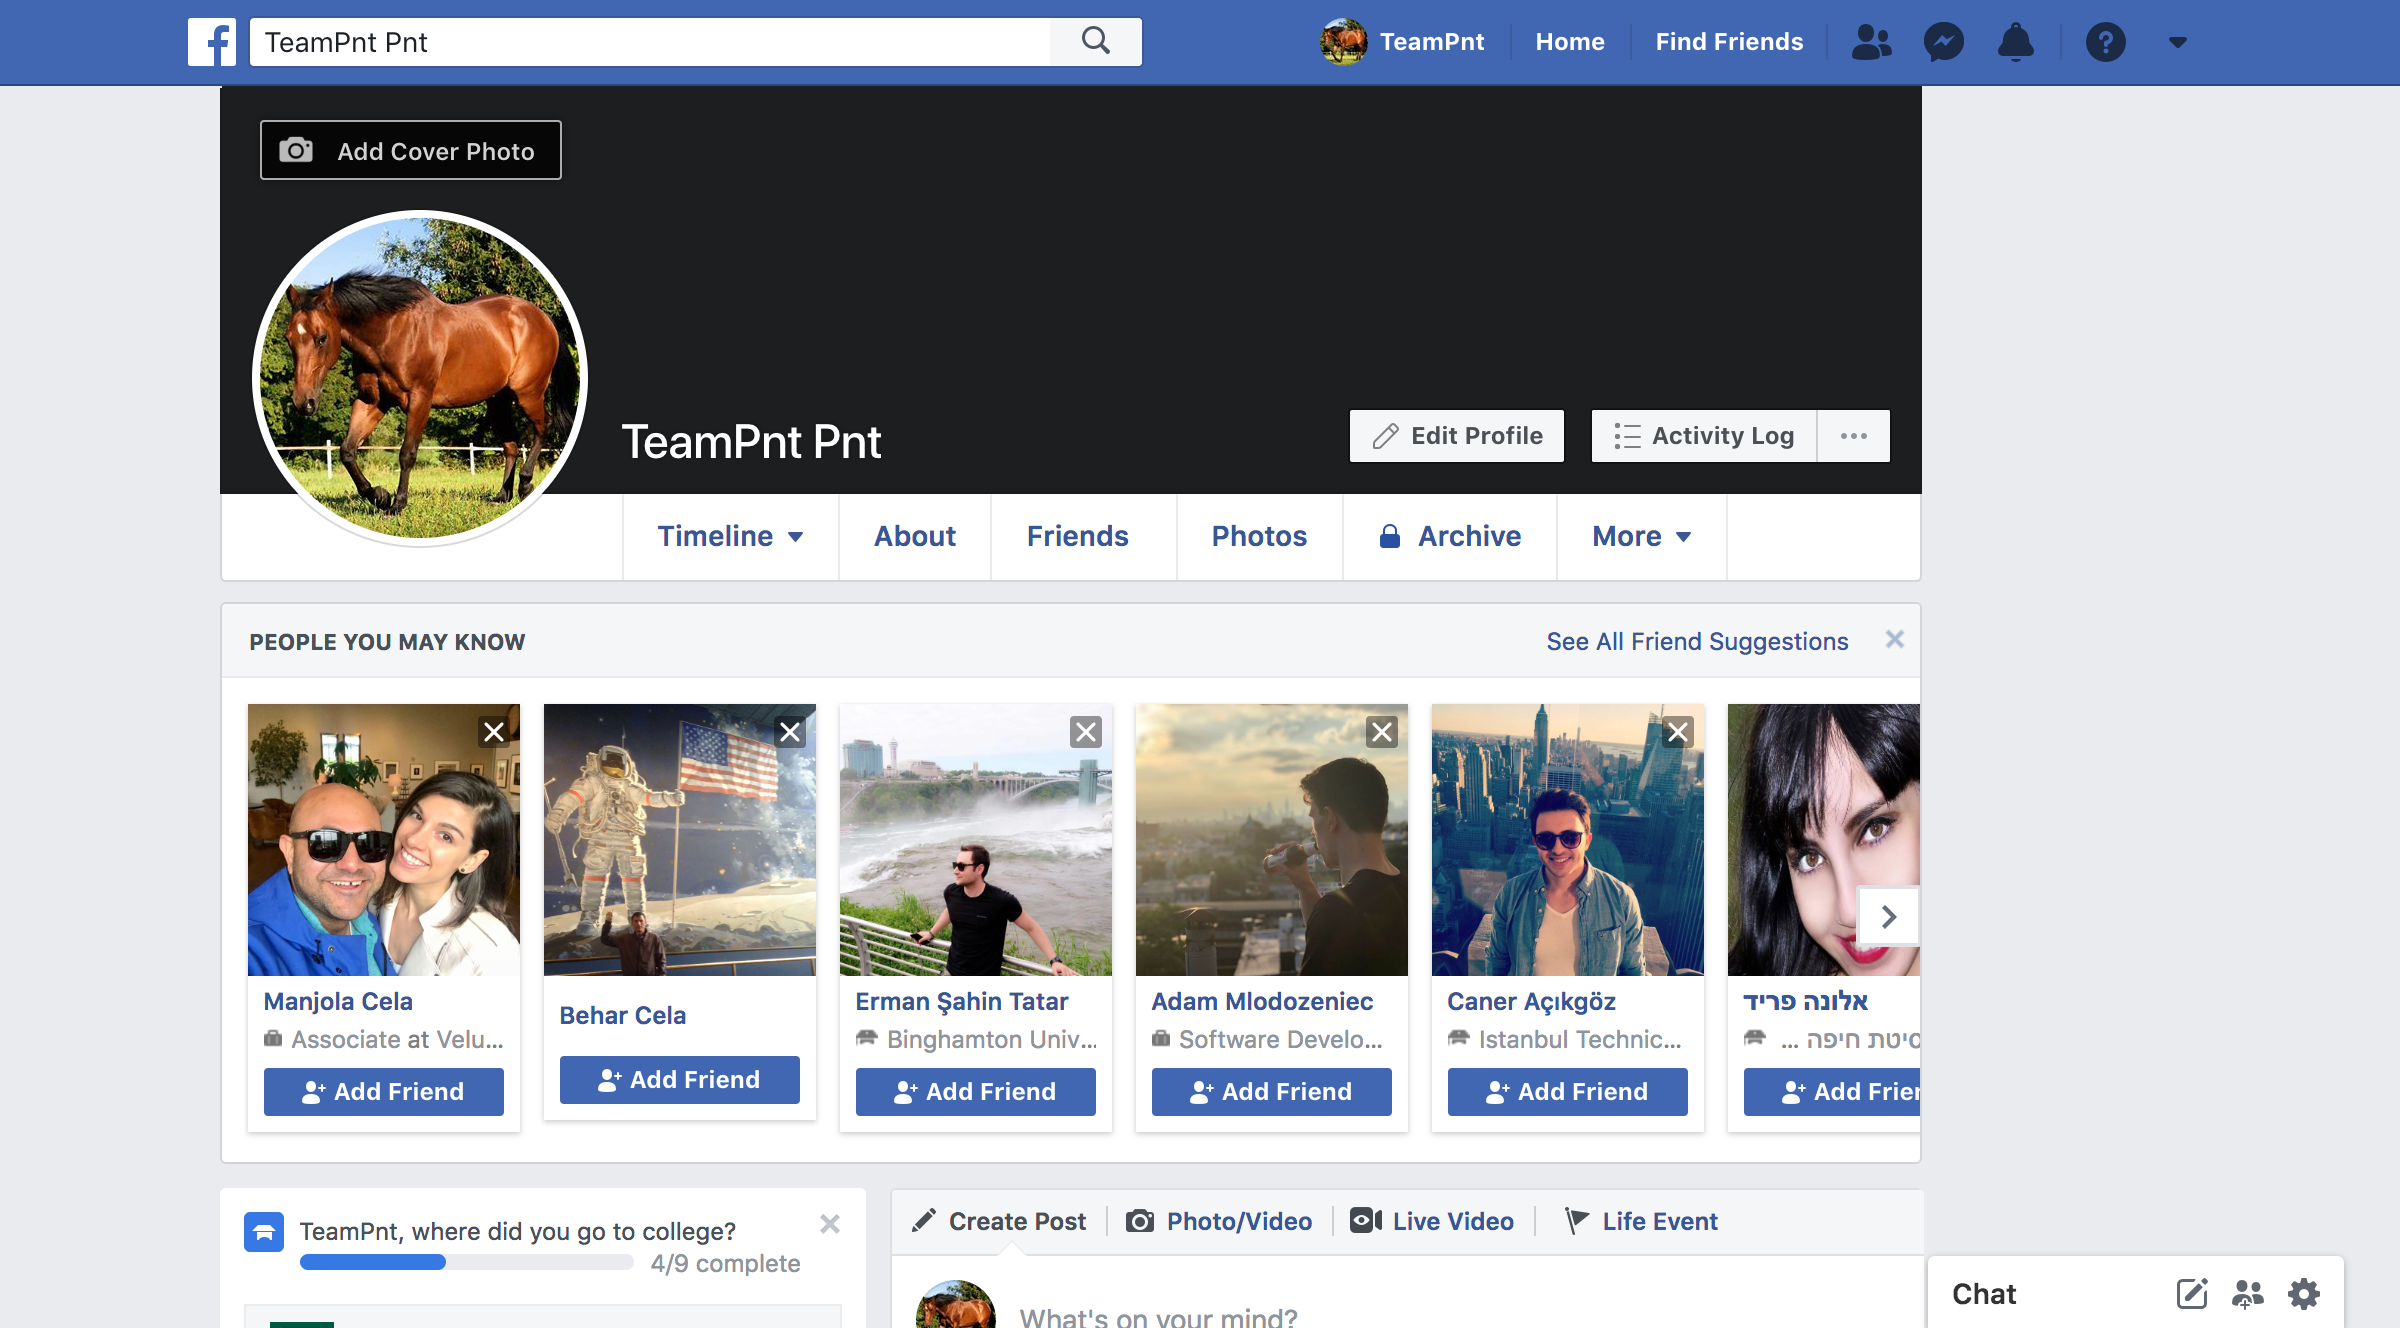 TeamPnt Pnt
TeamPnt
Home
Find Friends
Add Cover Photo
TeamPnt Pnt
Edit Profile
Activity Log
Timeline
About
Friends
Photos
Archive
More
PEOPLE YOU MAY KNOW
See All Friend Suggestions
Manjola Cela
Associate at Velu...
Add Friend
Behar Cela
Add Friend
Erman Şahin Tatar
Binghamton Univ...
Add Friend
Adam Mlodozeniec
Software Develo...
Add Friend
Caner Açıkgöz
Istanbul Technic...
Add Friend
אלונה פריד
סיטת חיפה ...
Add Frien
TeamPnt, where did you go to college?
4/9 complete
Create Post
Photo/Video
Live Video
Life Event
What's on your mind?
Chat